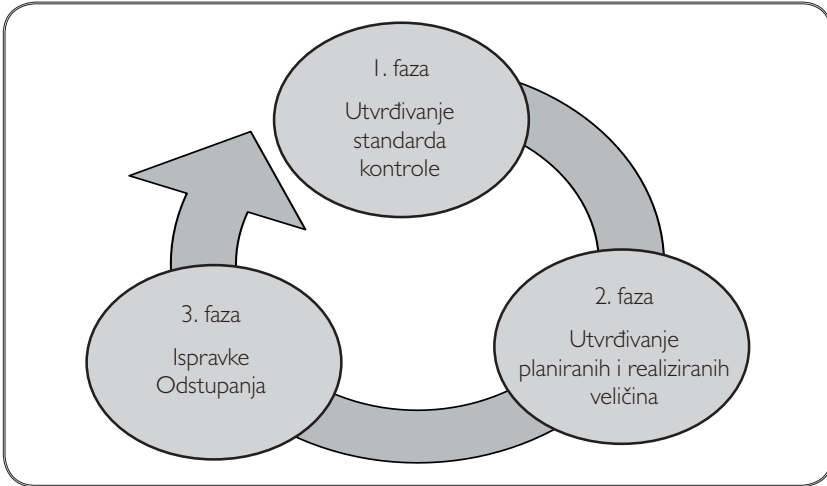 1. faza
Utvrđivanje
standarda
kontrole
2. faza
Utvrđivanje
planiranih i realiziranih
veličina
3. faza
Ispravke
Odstupanja